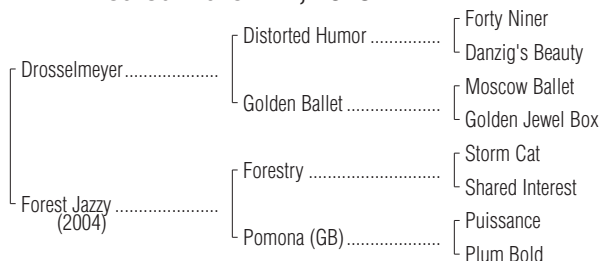 Distorted Humor
Forty Niner
Danzig's Beauty
Drosselmeyer
Golden Ballet
Moscow Ballet
Golden Jewel Box
Forestry
Storm Cat
Shared Interest
Forest Jazzy
(2004)
Pomona (GB)
Puissance
Plum Bold